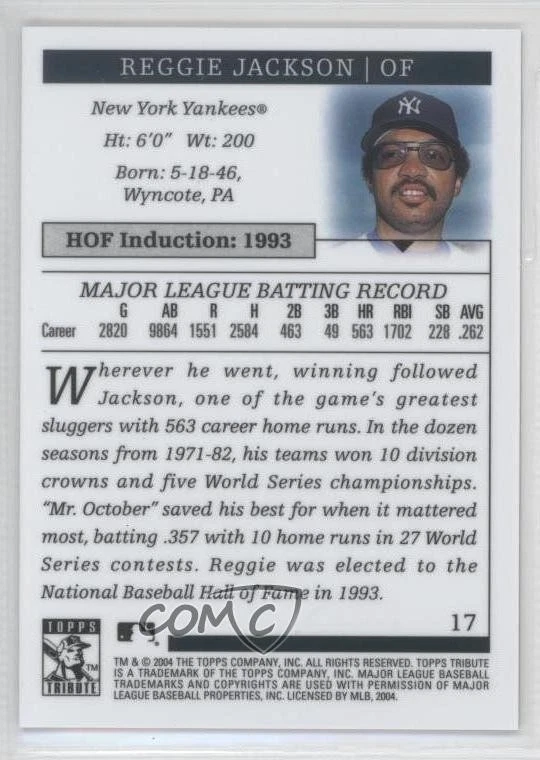 REGGIE JACKSON | OF
New York Yankees®
Ht: 6'0" Wt: 200
Born: 5-18-46,
Wyncote, PA
HOF Induction: 1993
MAJOR LEAGUE BATTING RECORD
G AB R H 2B 3B HR RBI SB AVG
Career 2820 9864 1551 2584 463 49 563 1702 228 .262
Wherever he went, winning followed
Jackson, one of the game's greatest
sluggers with 563 career home runs. In the dozen
seasons from 1971-82, his teams won 10 division
crowns and five World Series championships.
"Mr. October" saved his best for when it mattered
most, batting .357 with 10 home runs in 27 World
Series contests. Reggie was elected to the
National Baseball Hall of Fame in 1993.
COMC
17
TOPPS
TM
TRIBUTE
TM & © 2004 THE TOPPS COMPANY, INC. ALL RIGHTS RESERVED. TOPPS TRIBUTE
IS A TRADEMARK OF THE TOPPS COMPANY, INC. MAJOR LEAGUE BASEBALL
TRADEMARKS AND COPYRIGHTS ARE USED WITH PERMISSION OF MAJOR
LEAGUE BASEBALL PROPERTIES, INC. LICENSED BY MLB, 2004.